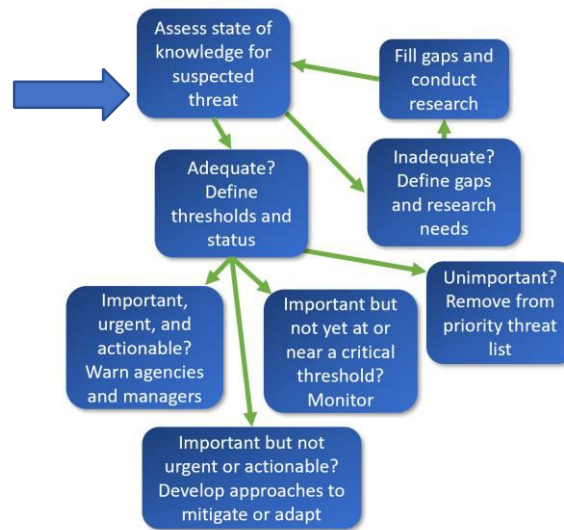 Assess state of
knowledge for
suspected
threat
Fill gaps and
conduct
research
Adequate?
Define
thresholds and
status
Inadequate?
Define gaps
and research
needs
Important,
urgent, and
actionable?
Warn agencies
and managers
Important but
not yet at or
near a critical
threshold?
Monitor
Unimportant?
Remove from
priority threat
list
Important but not
urgent or actionable?
Develop approaches to
mitigate or adapt